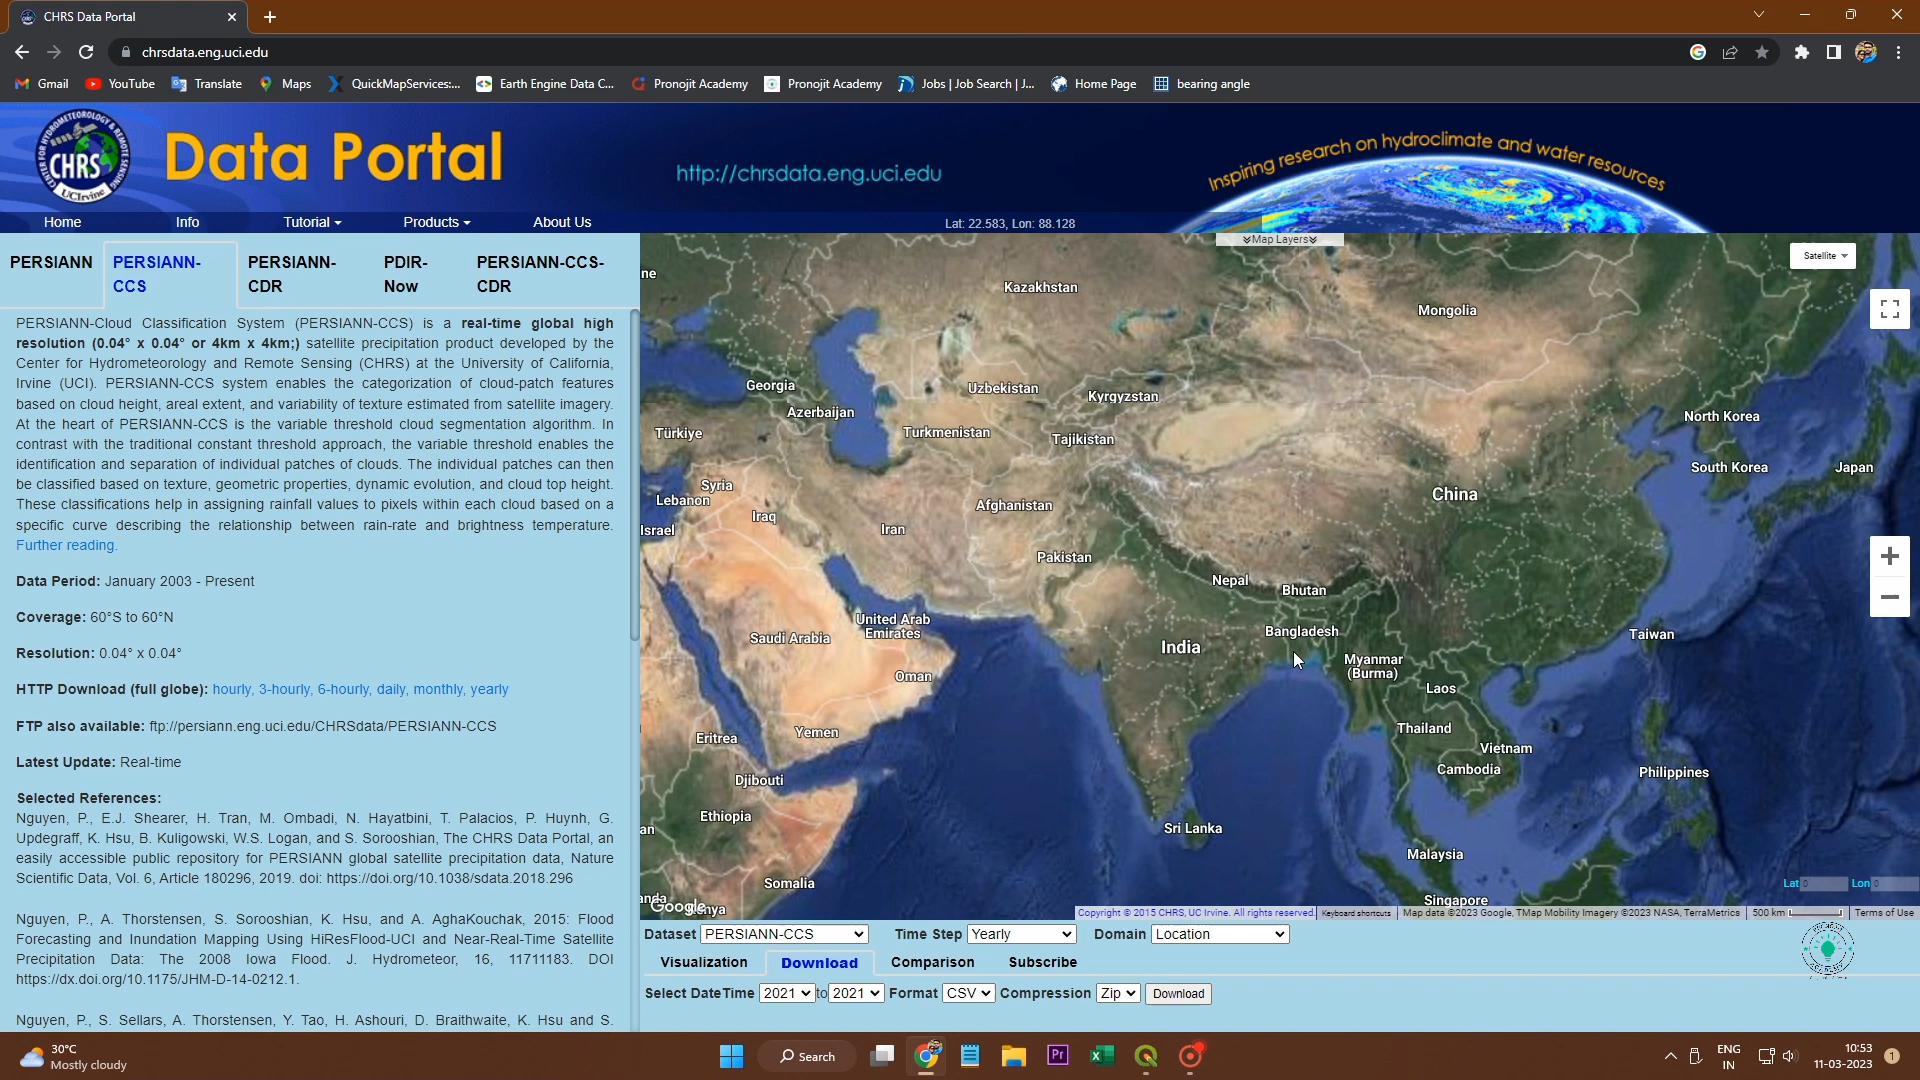 CHRS Data Portal
chrsdata.eng.uci.edu
Gmail
YouTube
Translate
Maps
QuickMapServices:...
Earth Engine Data C...
Pronojit Academy
Pronojit Academy
Jobs | Job Search | J...
Home Page
bearing angle
CENTER FOR HYDROMETEOROLOGY & REMOTE SENSING
CHRS
UCIrvine
Data Portal
http://chrsdata.eng.uci.edu
Inspiring research on hydroclimate and water resources
Home
Info
Tutorial
Products
About Us
Lat: 22.583, Lon: 88.128
PERSIANN
PERSIANN-
CCS
PERSIANN-
CDR
PDIR-
Now
PERSIANN-CCS-
CDR
PERSIANN-Cloud Classification System (PERSIANN-CCS) is a real-time global high
resolution (0.04° x 0.04° or 4km x 4km;) satellite precipitation product developed by the
Center for Hydrometeorology and Remote Sensing (CHRS) at the University of California,
Irvine (UCI). PERSIANN-CCS system enables the categorization of cloud-patch features
based on cloud height, areal extent, and variability of texture estimated from satellite imagery.
At the heart of PERSIANN-CCS is the variable threshold cloud segmentation algorithm. In
contrast with the traditional constant threshold approach, the variable threshold enables the
identification and separation of individual patches of clouds. The individual patches can then
be classified based on texture, geometric properties, dynamic evolution, and cloud top height.
These classifications help in assigning rainfall values to pixels within each cloud based on a
specific curve describing the relationship between rain-rate and brightness temperature.
Further reading.
Data Period: January 2003 - Present
Coverage: 60°S to 60°N
Resolution: 0.04° x 0.04°
HTTP Download (full globe): hourly, 3-hourly, 6-hourly, daily, monthly, yearly
FTP also available: ftp://persiann.eng.uci.edu/CHRSdata/PERSIANN-CCS
Latest Update: Real-time
Selected References:
Nguyen, P., E.J. Shearer, H. Tran, M. Ombadi, N. Hayatbini, T. Palacios, P. Huynh, G.
Updegraff, K. Hsu, B. Kuligowski, W.S. Logan, and S. Sorooshian, The CHRS Data Portal, an
easily accessible public repository for PERSIANN global satellite precipitation data, Nature
Scientific Data, Vol. 6, Article 180296, 2019. doi: https://doi.org/10.1038/sdata.2018.296
Nguyen, P., A. Thorstensen, S. Sorooshian, K. Hsu, and A. AghaKouchak, 2015: Flood
Forecasting and Inundation Mapping Using HiResFlood-UCI and Near-Real-Time Satellite
Precipitation Data: The 2008 Iowa Flood. J. Hydrometeor, 16, 11711183. DOI
https://dx.doi.org/10.1175/JHM-D-14-0212.1.
Nguyen, P., S. Sellars, A. Thorstensen, Y. Tao, H. Ashouri, D. Braithwaite, K. Hsu and S.
Map Layers
Satellite
ne
Kazakhstan
Mongolia
Georgia
Uzbekistan
Kyrgyzstan
Azerbaijan
North Korea
Türkiye
Turkmenistan
Tajikistan
South Korea
Japan
Syria
Lebanon
China
Afghanistan
Iraq
Israel
Iran
Pakistan
Nepal
Bhutan
United Arab
Emirates
Saudi Arabia
Bangladesh
Taiwan
India
Myanmar
(Burma)
Oman
Laos
Yemen
Eritrea
Thailand
Vietnam
Cambodia
Philippines
Djibouti
Ethiopia
an
Sri Lanka
Malaysia
Somalia
Lat 0
Lon 0
anda
Singapore
Google
Kenya
Copyright © 2015 CHRS, UC Irvine. All rights reserved.
Keyboard shortcuts
Map data ©2023 Google, TMap Mobility Imagery ©2023 NASA, TerraMetrics
500 km
Terms of Use
Dataset PERSIANN-CCS
Time Step Yearly
Domain Location
Visualization
Download
Comparison
Subscribe
Select DateTime 2021 to 2021 Format CSV Compression Zip Download
30°C
Mostly cloudy
Search
Pr
ENG
IN
10:53
11-03-2023
1